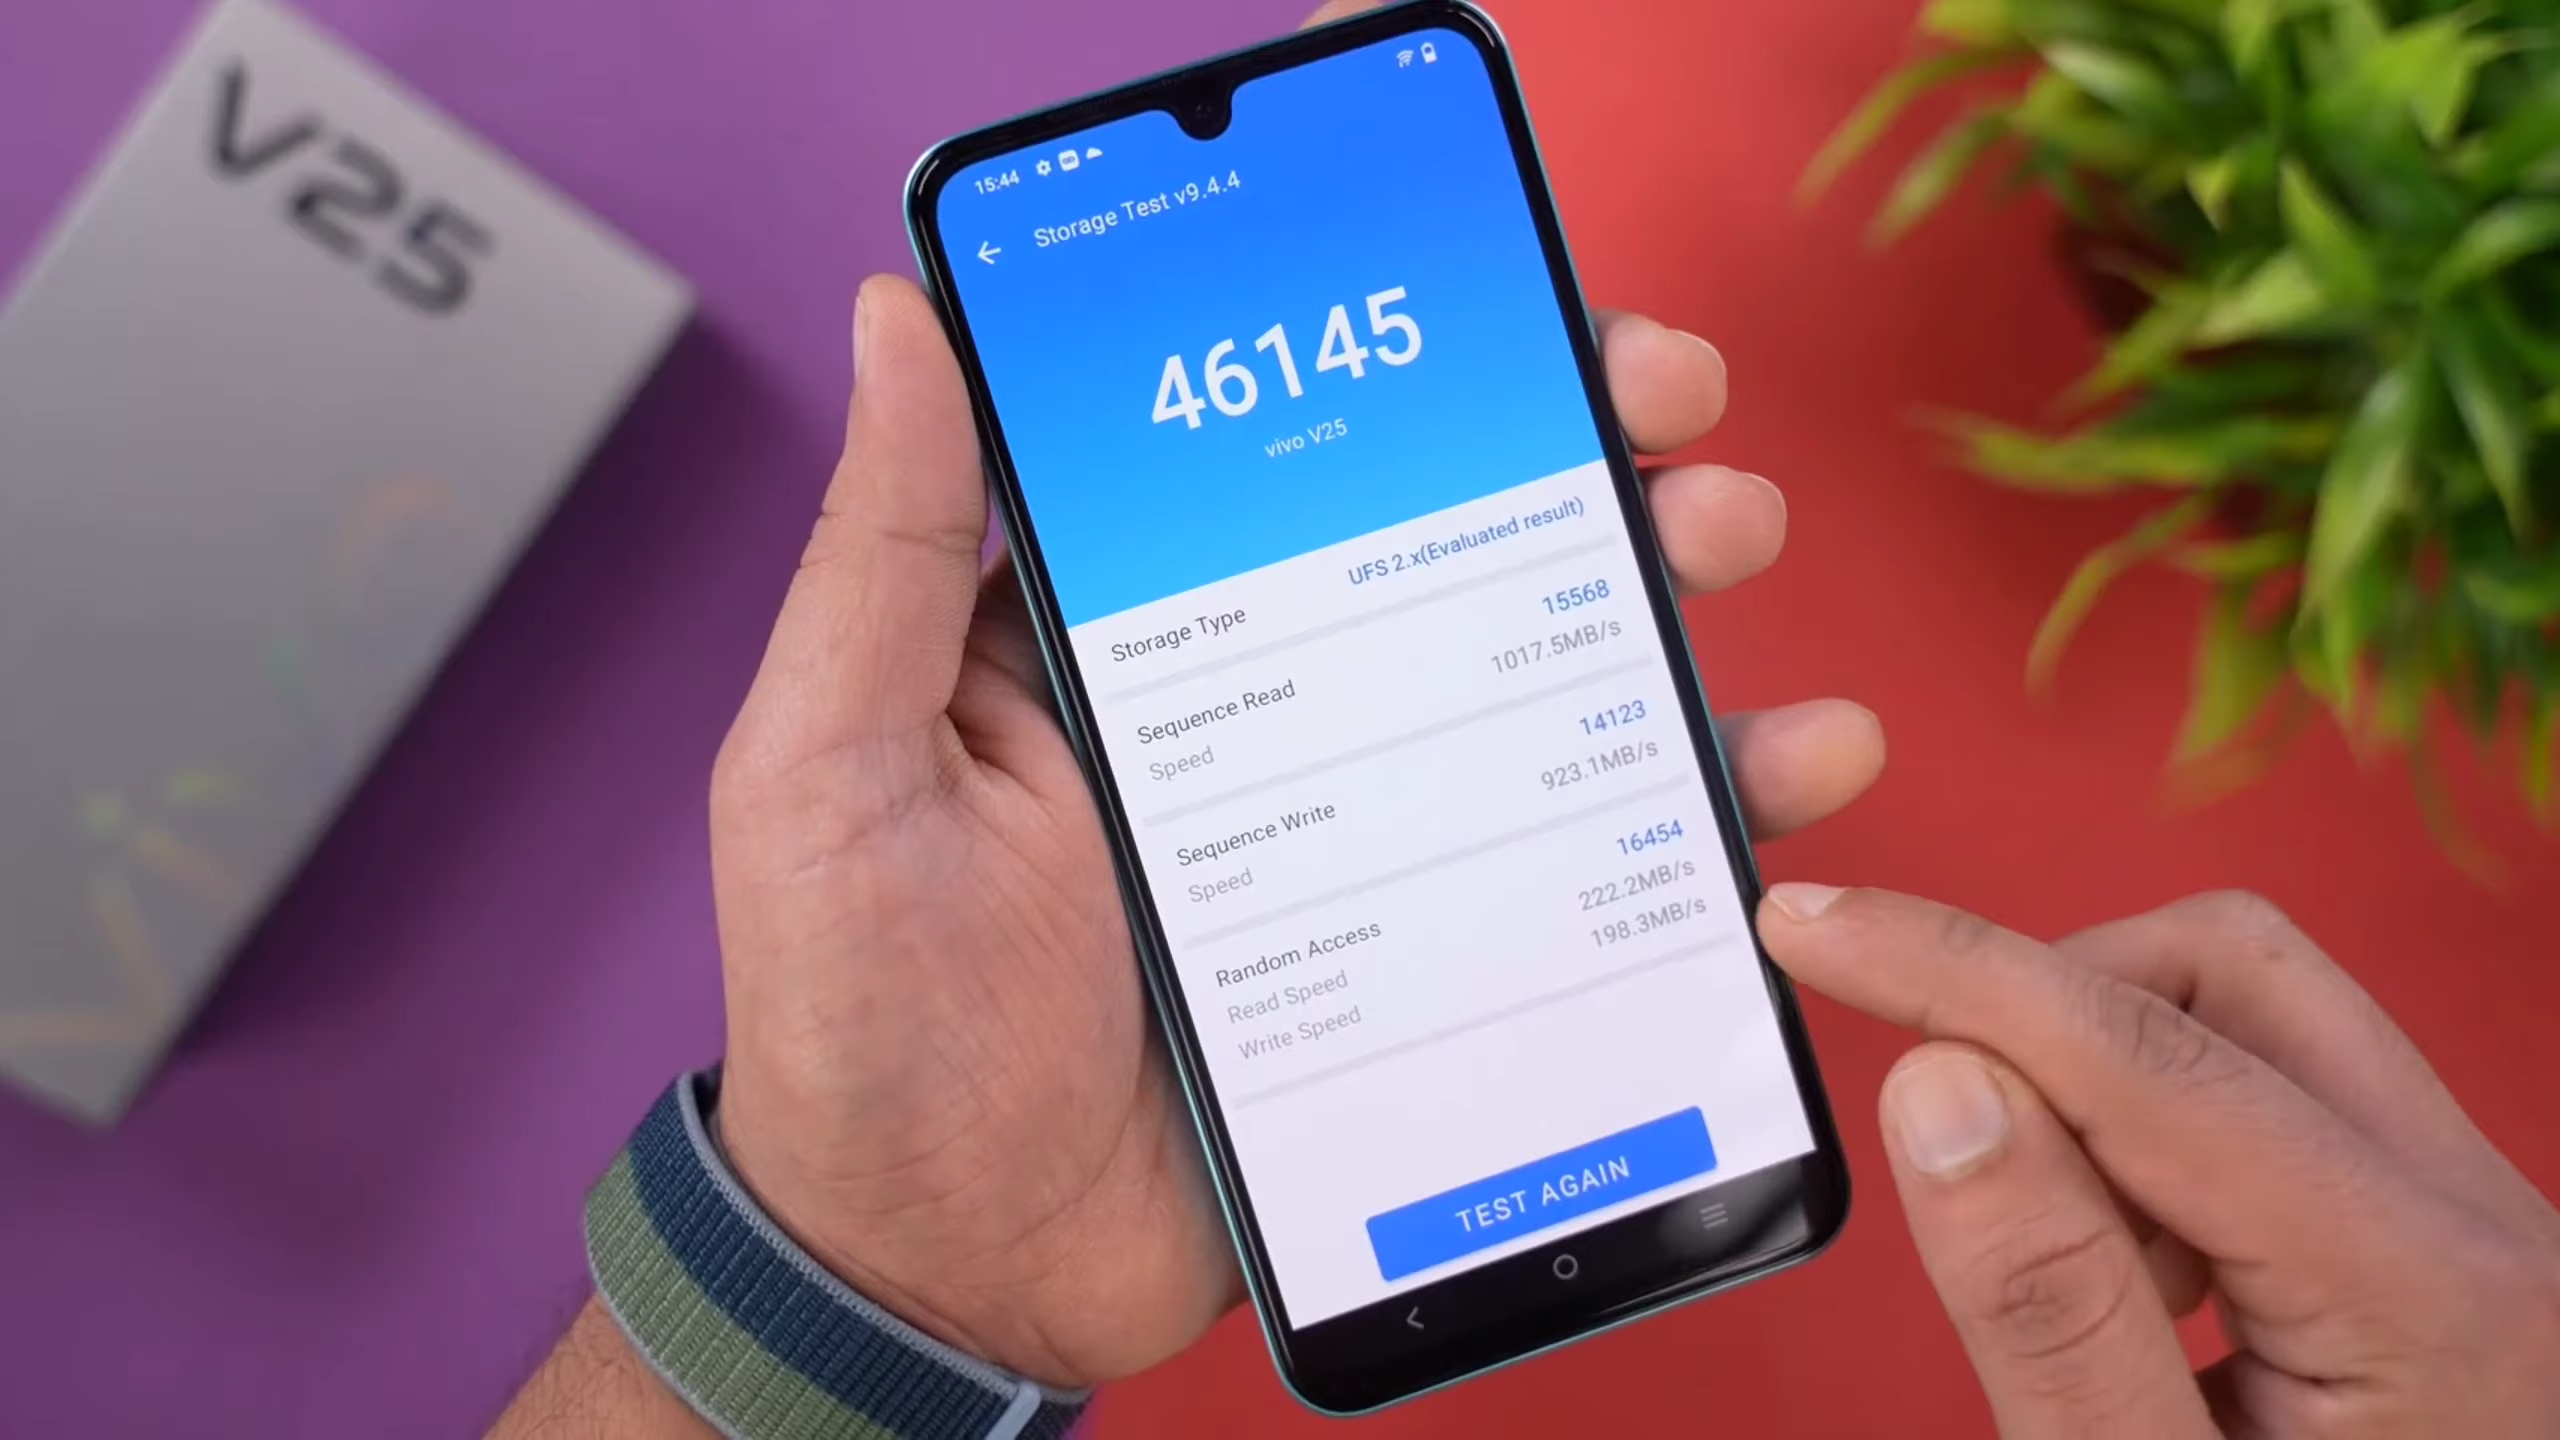 V25
15:44
Storage Test v9.4.4
46145
vivo V25
Storage Type UFS 2.x(Evaluated result)
Sequence Read 15568
Speed 1017.5MB/s
Sequence Write 14123
Speed 923.1MB/s
Random Access 16454
Read Speed 222.2MB/s
Write Speed 198.3MB/s
TEST AGAIN